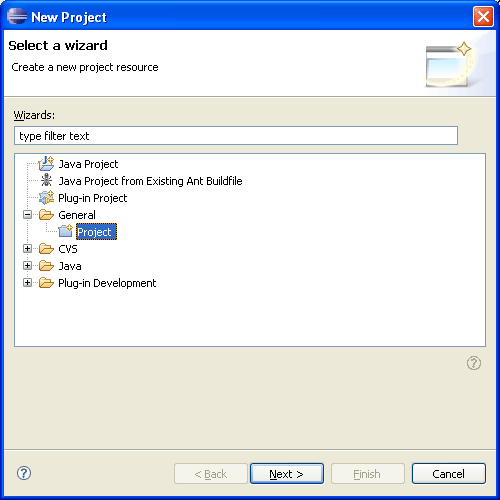 New Project
Select a wizard
Create a new project resource
Wizards:
type filter text
Java Project
Java Project from Existing Ant Buildfile
Plug-in Project
General
Project
CVS
Java
Plug-in Development
?
? < Back Next > Finish Cancel